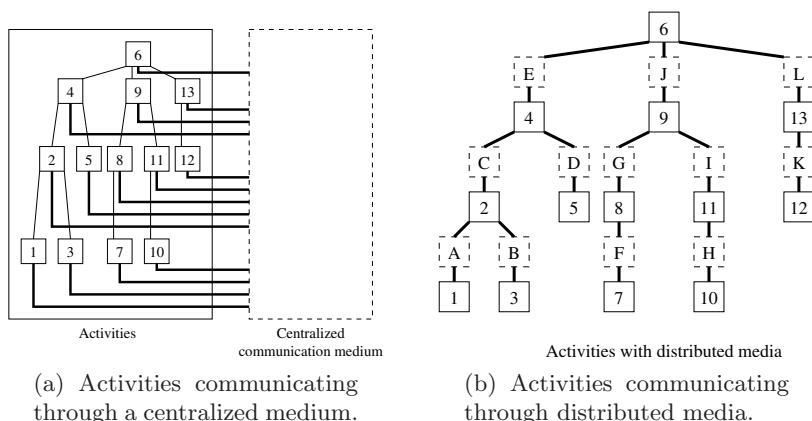 6
4 9 13
2 5 8 11 12
1 3 7 10
Activities
Centralized
communication medium
(a) Activities communicating
through a centralized medium.
6
E J L
4 9 13
C D G I K
2 5 8 11 12
A B F H
1 3 7 10
Activities with distributed media
(b) Activities communicating
through distributed media.